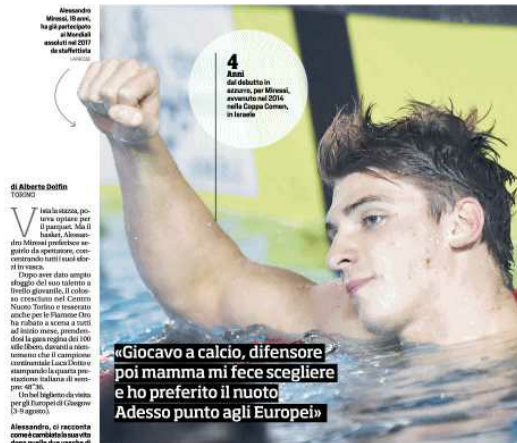 Alessandro
Miressi, 19 anni,
ha già partecipato
ai Mondiali
assoluti nel 2017
da staffettista
LAPRESSE
4
Anni
dal debutto in
azzurro, per Miressi,
avvenuto nel 2014
nella Coppa Comen,
in Israele
di Alberto Dolfin
TORINO
Vista la stazza, po-
teva optare per
il parquet. Ma il
basket, Alessan-
dro Miressi preferisce se-
guirlo da spettatore, con-
centrando tutti i suoi sfor-
zi in vasca.
Dopo aver dato ampio
sfoggio del suo talento a
livello giovanile, il colos-
so cresciuto nel Centro
Nuoto Torino e tesserato
anche per le Fiamme Oro
ha rubato a scena a tutti
ad inizio mese, prenden-
dosi la gara regina dei 100
stile libero, davanti a nien-
temeno che il campione
continentale Luca Dotto e
stampando la quarta pre-
stazione italiana di sem-
pre: 48"36.
Un bel biglietto da visita
per gli Europei di Glasgow
(3-9 agosto).
Alessandro, ci racconta
come è cambiata la sua vita
«Giocavo a calcio, difensore
poi mamma mi fece scegliere
e ho preferito il nuoto
Adesso punto agli Europei»